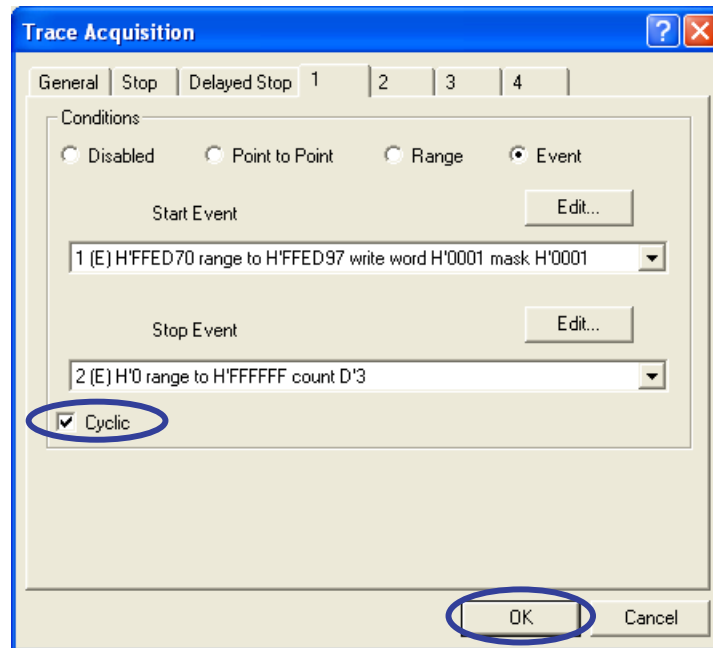 Trace Acquisition
General Stop Delayed Stop 1 2 3 4
Conditions
Disabled Point to Point Range Event
Start Event Edit...
1 (E) H'FFED70 range to H'FFED97 write word H'0001 mask H'0001
Stop Event Edit...
2 (E) H'0 range to H'FFFFFF count D'3
Cyclic
OK Cancel